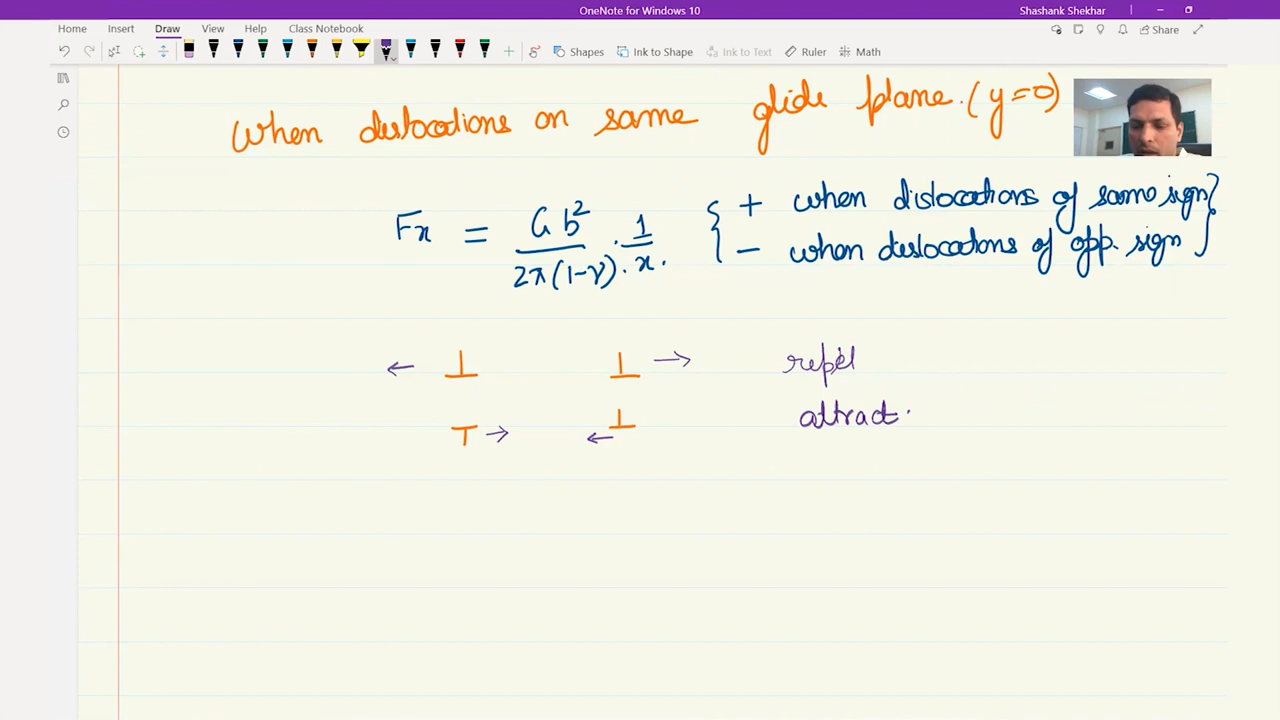 OneNote for Windows 10
Shashank Shekhar
Home Insert Draw View Help Class Notebook
Share
Shapes Ink to Shape Ink to Text Ruler Math
When dislocations on same glide plane. (y=0)
Fx = Gb²/2π(1-ν) · 1/x. { + when dislocations of same sign }
{ − when dislocations of opp. sign }
← ⊥ ⊥ → repel
⊤ → ← ⊥ attract.